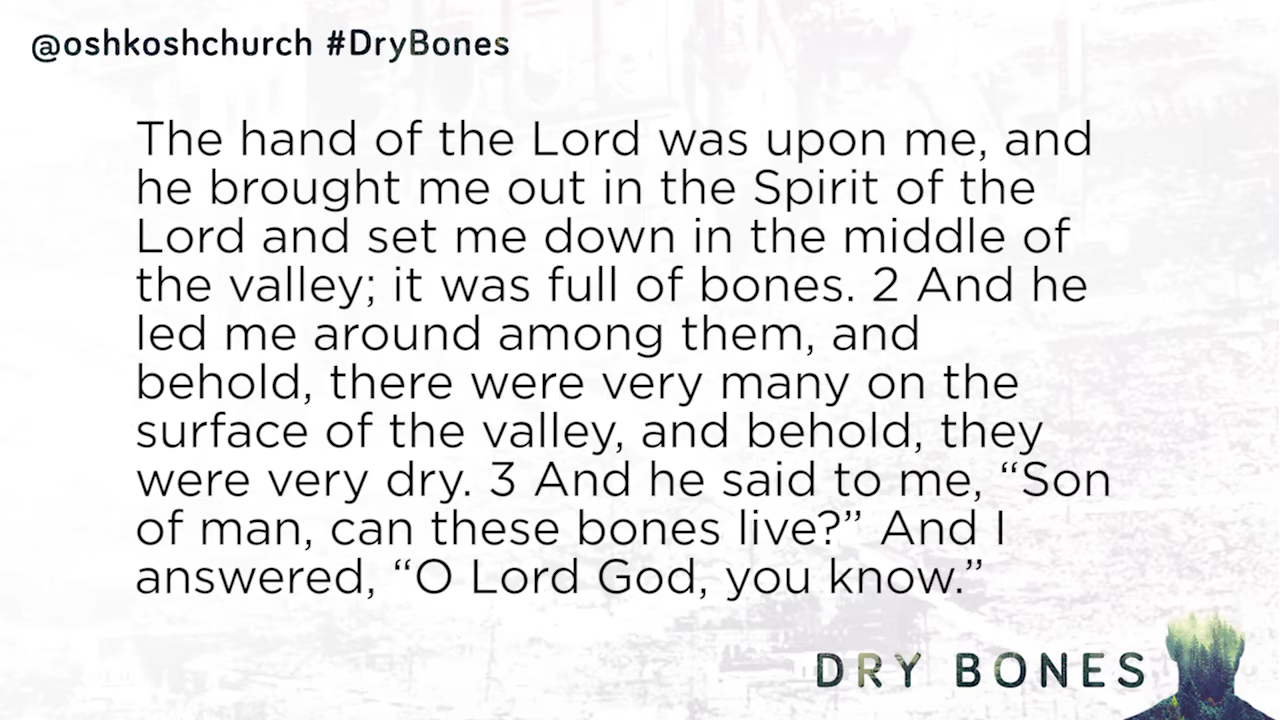 @oshkoshchurch #DryBones
The hand of the Lord was upon me, and
he brought me out in the Spirit of the
Lord and set me down in the middle of
the valley; it was full of bones. 2 And he
led me around among them, and
behold, there were very many on the
surface of the valley, and behold, they
were very dry. 3 And he said to me, “Son
of man, can these bones live?” And I
answered, “O Lord God, you know.”
DRY BONES